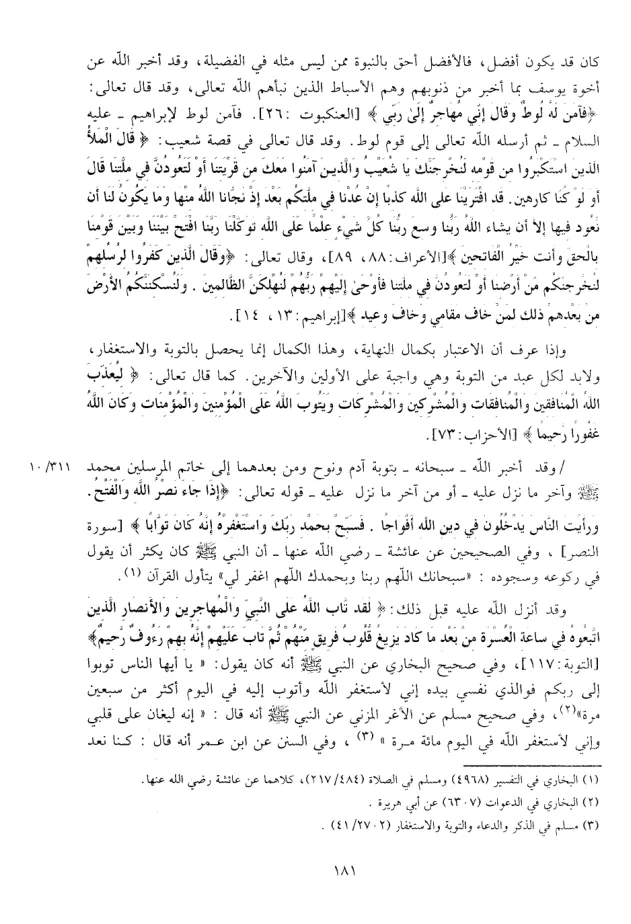 كان قد يكون أفضل، فالأفضل أحق بالنبوة ممن ليس مثله في الفضيلة، وقد أخبر الله عن
أخوة يوسف بما أخبر من ذنوبهم وهم الأسباط الذين نبأهم الله تعالى، وقد قال تعالى:
﴿فَآمَنَ لَهُ لُوطٌ وَقَالَ إِنِّي مُهَاجِرٌ إِلَىٰ رَبِّي﴾ [العنكبوت :٢٦]. فآمن لوط لإبراهيم ـ عليه
السلام ـ ثم أرسله الله تعالى إلى قوم لوط. وقد قال تعالى في قصة شعيب: ﴿ قَالَ الْمَلأُ
الَّذِينَ اسْتَكْبَرُوا مِن قَوْمِهِ لَنُخْرِجَنَّكَ يَا شُعَيْبُ وَالَّذِينَ آمَنُوا مَعَكَ مِن قَرْيَتِنَا أَوْ لَتَعُودُنَّ فِي مِلَّتِنَا قَالَ
أَوَ لَوْ كُنَّا كَارِهِينَ. قَدِ افْتَرَيْنَا عَلَى اللهِ كَذِبًا إِنْ عُدْنَا فِي مِلَّتِكُم بَعْدَ إِذْ نَجَّانَا اللهُ مِنْهَا وَمَا يَكُونُ لَنَا أَن
نَّعُودَ فِيهَا إِلاَّ أَن يَشَاءَ اللهُ رَبُّنَا وَسِعَ رَبُّنَا كُلَّ شَيْءٍ عِلْمًا عَلَى اللهِ تَوَكَّلْنَا رَبَّنَا افْتَحْ بَيْنَنَا وَبَيْنَ قَوْمِنَا
بِالْحَقِّ وَأَنتَ خَيْرُ الْفَاتِحِينَ ﴾[الأعراف:٨٨، ٨٩]، وقال تعالى: ﴿وَقَالَ الَّذِينَ كَفَرُوا لِرُسُلِهِمْ
لَنُخْرِجَنَّكُم مِّنْ أَرْضِنَا أَوْ لَتَعُودُنَّ فِي مِلَّتِنَا فَأَوْحَىٰ إِلَيْهِمْ رَبُّهُمْ لَنُهْلِكَنَّ الظَّالِمِينَ . وَلَنُسْكِنَنَّكُمُ الأَرْضَ
مِن بَعْدِهِمْ ذَلِكَ لِمَنْ خَافَ مَقَامِي وَخَافَ وَعِيدِ ﴾[إبراهيم:١٣، ١٤].
وإذا عرف أن الاعتبار بكمال النهاية، وهذا الكمال إنما يحصل بالتوبة والاستغفار،
ولابد لكل عبد من التوبة وهي واجبة على الأولين والآخرين. كما قال تعالى: ﴿ لِيُعَذِّبَ
اللهُ الْمُنَافِقِينَ وَالْمُنَافِقَاتِ وَالْمُشْرِكِينَ وَالْمُشْرِكَاتِ وَيَتُوبَ اللهُ عَلَى الْمُؤْمِنِينَ وَالْمُؤْمِنَاتِ وَكَانَ اللهُ
غَفُورًا رَّحِيمًا ﴾ [الأحزاب:٧٣].
/ وقد أخبر الله ـ سبحانه ـ بتوبة آدم ونوح ومن بعدهما إلى خاتم المرسلين محمد ١٠/٣١١
ﷺ وآخر ما نزل عليه ـ أو من آخر ما نزل عليه ـ قوله تعالى: ﴿إِذَا جَاءَ نَصْرُ اللهِ وَالْفَتْحُ.
وَرَأَيْتَ النَّاسَ يَدْخُلُونَ فِي دِينِ اللهِ أَفْوَاجًا . فَسَبِّحْ بِحَمْدِ رَبِّكَ وَاسْتَغْفِرْهُ إِنَّهُ كَانَ تَوَّابًا ﴾ [سورة
النصر] ، وفي الصحيحين عن عائشة ـ رضي الله عنها ـ أن النبي ﷺ كان يكثر أن يقول
في ركوعه وسجوده : «سبحانك اللهم ربنا وبحمدك اللهم اغفر لي» يتأول القرآن (١).
وقد أنزل الله عليه قبل ذلك: ﴿ لَقَد تَّابَ اللهُ عَلَى النَّبِيِّ وَالْمُهَاجِرِينَ وَالأَنصَارِ الَّذِينَ
اتَّبَعُوهُ فِي سَاعَةِ الْعُسْرَةِ مِنْ بَعْدِ مَا كَادَ يَزِيغُ قُلُوبُ فَرِيقٍ مِّنْهُمْ ثُمَّ تَابَ عَلَيْهِمْ إِنَّهُ بِهِمْ رَءُوفٌ رَّحِيمٌ﴾
[التوبة:١١٧]، وفي صحيح البخاري عن النبي ﷺ أنه كان يقول: « يا أيها الناس توبوا
إلى ربكم فوالذي نفسي بيده إني لأستغفر الله وأتوب إليه في اليوم أكثر من سبعين
مرة»(٢)، وفي صحيح مسلم عن الأغر المزني عن النبي ﷺ أنه قال : « إنه ليغان على قلبي
وإني لأستغفر الله في اليوم مائة مرة » (٣) ، وفي السنن عن ابن عمر أنه قال : كنا نعد
(١) البخاري في التفسير (٤٩٦٨) ومسلم في الصلاة (٢١٧/٤٨٤)، كلاهما عن عائشة رضي الله عنها.
(٢) البخاري في الدعوات (٦٣٠٧) عن أبي هريرة .
(٣) مسلم في الذكر والدعاء والتوبة والاستغفار (٤١/٢٧٠٢) .
١٨١